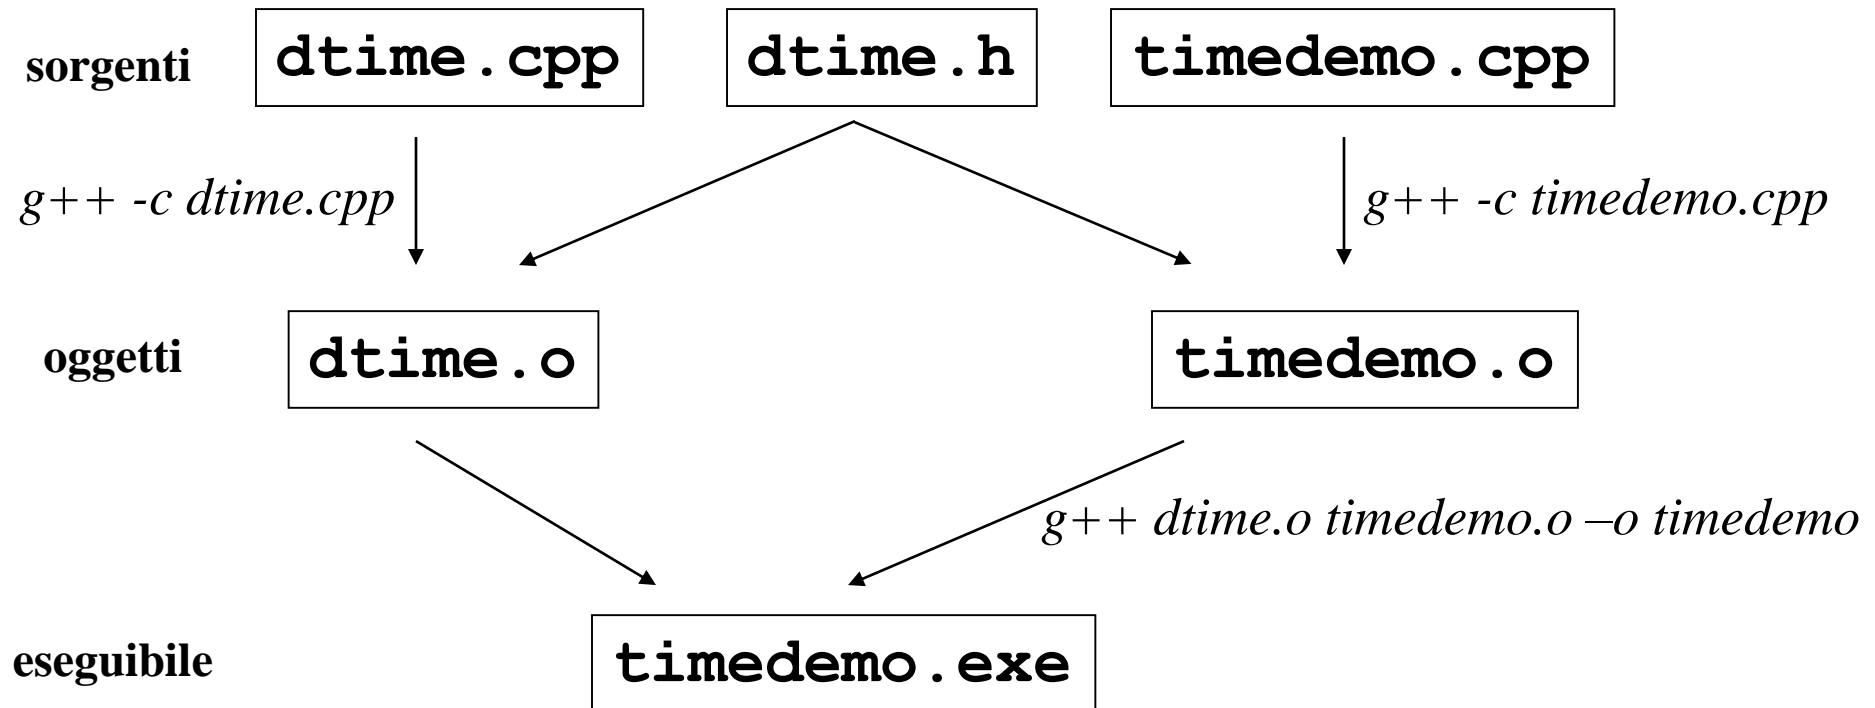 sorgenti dtime.cpp dtime.h timedemo.cpp
g++ -c dtime.cpp g++ -c timedemo.cpp
oggetti dtime.o timedemo.o
g++ dtime.o timedemo.o –o timedemo
eseguibile timedemo.exe